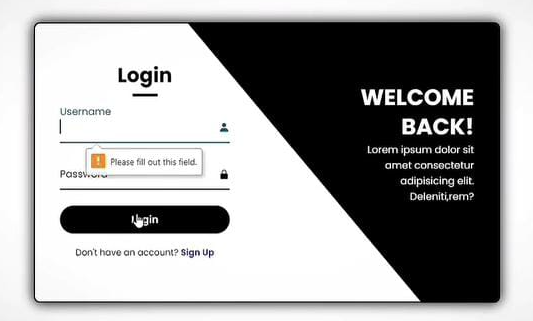 Login
Username
Please fill out this field.
Password
Login
Don't have an account? Sign Up
WELCOME
BACK!
Lorem ipsum dolor sit
amet consectetur
adipisicing elit.
Deleniti,rem?